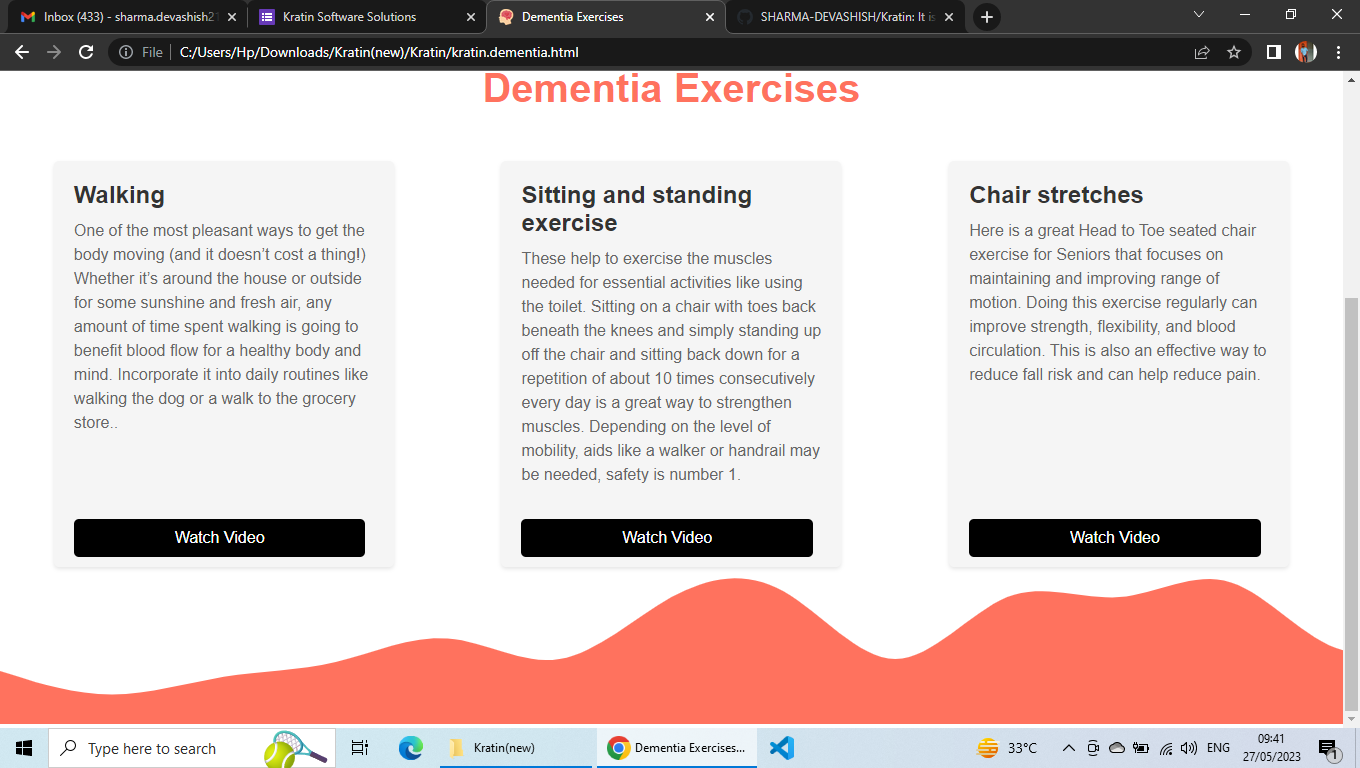 Inbox (433) - sharma.devashish21
Kratin Software Solutions
Dementia Exercises
SHARMA-DEVASHISH/Kratin: It is
File
C:/Users/Hp/Downloads/Kratin(new)/Kratin/kratin.dementia.html
Dementia Exercises
Walking
One of the most pleasant ways to get the
body moving (and it doesn’t cost a thing!)
Whether it’s around the house or outside
for some sunshine and fresh air, any
amount of time spent walking is going to
benefit blood flow for a healthy body and
mind. Incorporate it into daily routines like
walking the dog or a walk to the grocery
store..
Watch Video
Sitting and standing
exercise
These help to exercise the muscles
needed for essential activities like using
the toilet. Sitting on a chair with toes back
beneath the knees and simply standing up
off the chair and sitting back down for a
repetition of about 10 times consecutively
every day is a great way to strengthen
muscles. Depending on the level of
mobility, aids like a walker or handrail may
be needed, safety is number 1.
Watch Video
Chair stretches
Here is a great Head to Toe seated chair
exercise for Seniors that focuses on
maintaining and improving range of
motion. Doing this exercise regularly can
improve strength, flexibility, and blood
circulation. This is also an effective way to
reduce fall risk and can help reduce pain.
Watch Video
Type here to search
Kratin(new)
Dementia Exercises...
33°C
ENG
09:41
27/05/2023
1